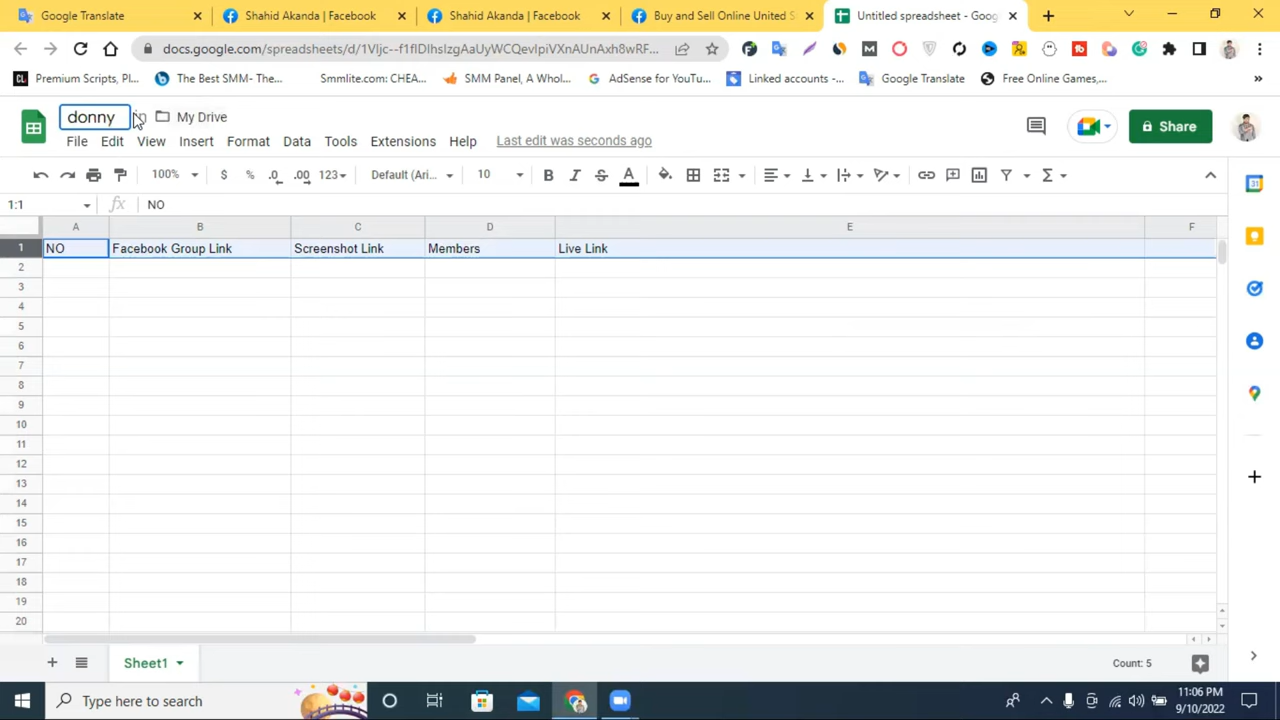 Google Translate
Shahid Akanda | Facebook
Shahid Akanda | Facebook
Buy and Sell Online United S
Untitled spreadsheet - Goog
docs.google.com/spreadsheets/d/1VIjc--f1flDlhslzgAaUyWCQevIpiVXnAUnAxh8wRF...
Premium Scripts, Pl...
The Best SMM- The...
Smmlite.com: CHEA...
SMM Panel, A Whol...
AdSense for YouTu...
Linked accounts -...
Google Translate
Free Online Games,...
»
donny
My Drive
Share
File Edit View Insert Format Data Tools Extensions Help Last edit was seconds ago
100% $ % .0 .00 123 Default (Ari... 10 B I S A
1:1 fx NO
A B C D E F
1 NO Facebook Group Link Screenshot Link Members Live Link
2
3
4
5
6
7
8
9
10
11
12
13
14
15
16
17
18
19
20
Sheet1
Count: 5
Type here to search
11:06 PM
9/10/2022